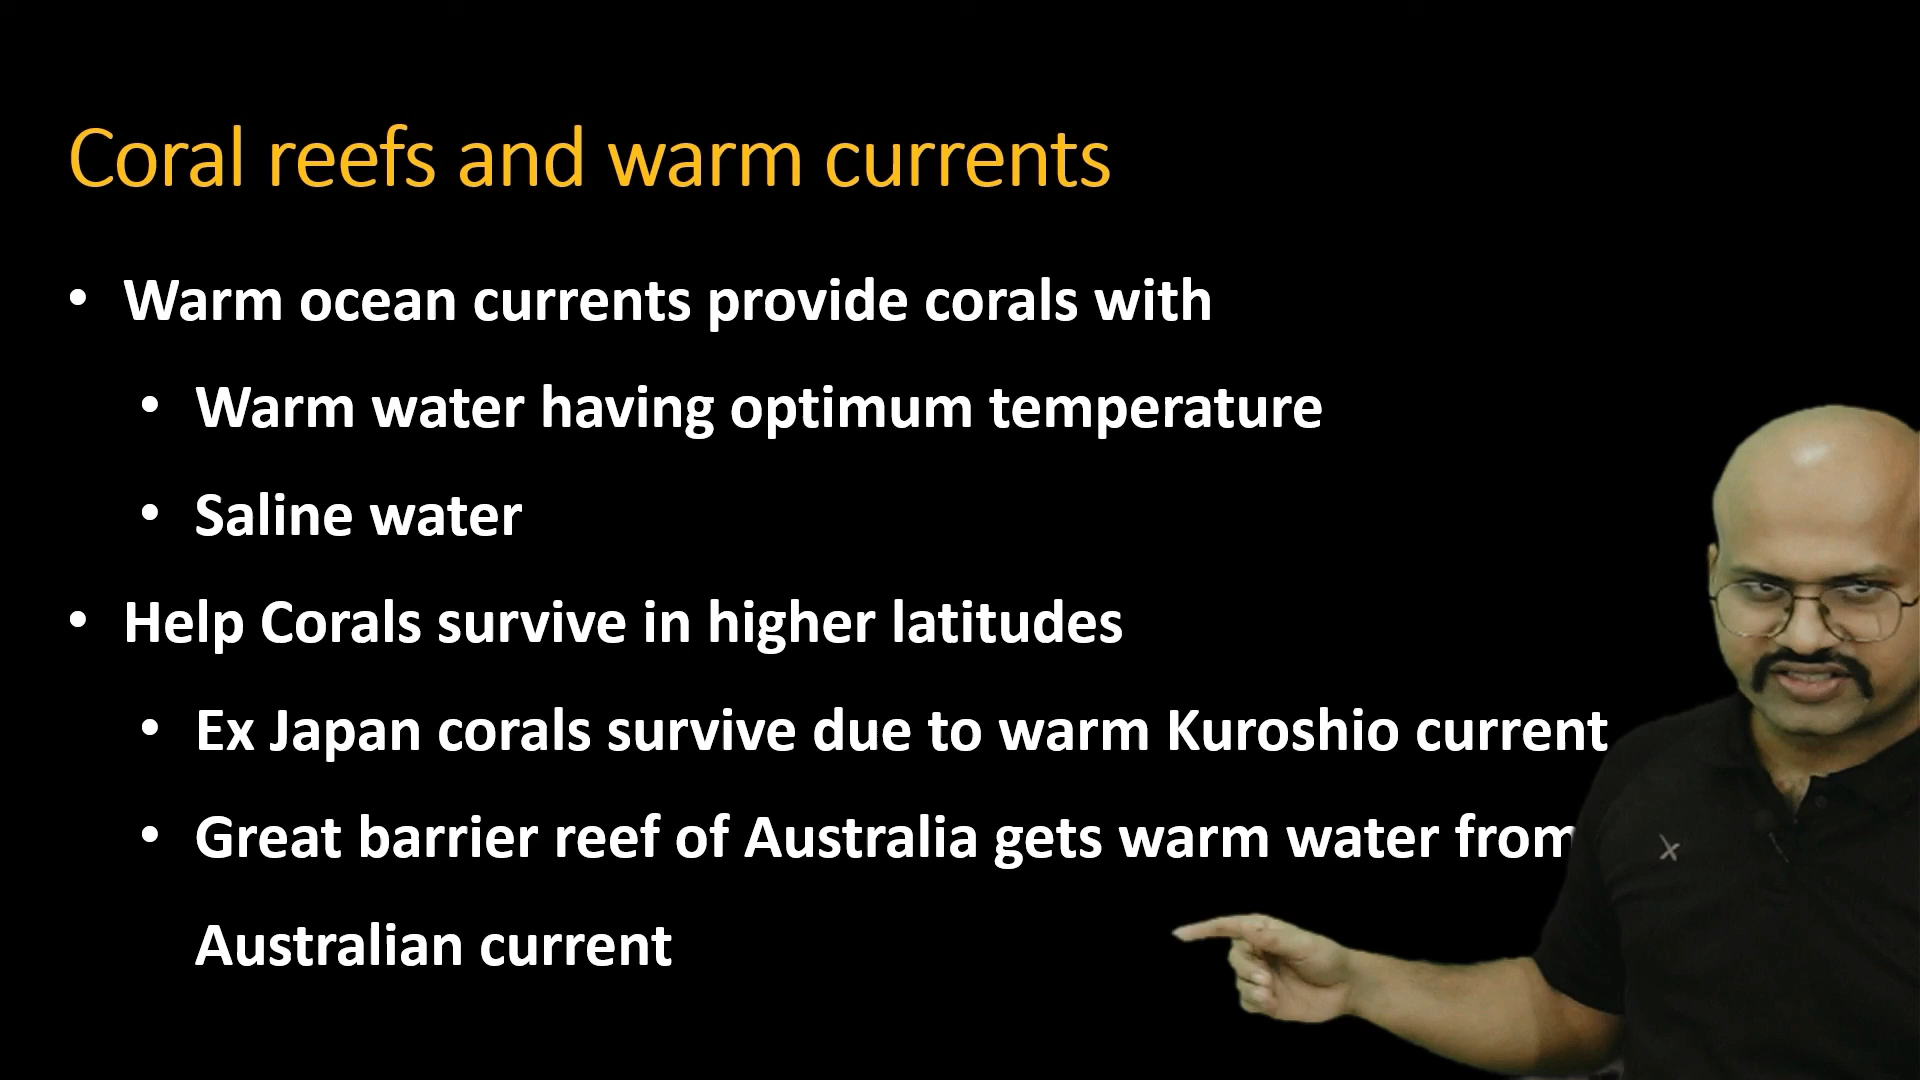 Coral reefs and warm currents
• Warm ocean currents provide corals with
• Warm water having optimum temperature
• Saline water
• Help Corals survive in higher latitudes
• Ex Japan corals survive due to warm Kuroshio current
• Great barrier reef of Australia gets warm water from
Australian current